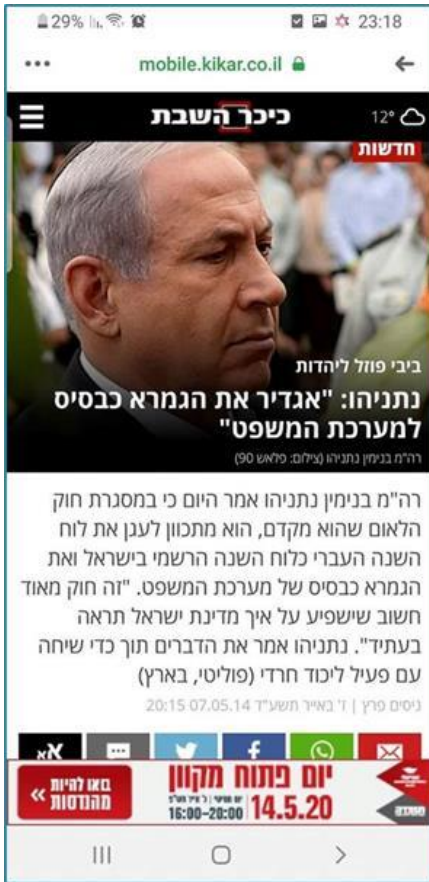 29% 23:18
mobile.kikar.co.il
כיכר השבת
12°
חדשות
ביבי פוזל ליהדות
נתניהו: "אגדיר את הגמרא כבסיס
למערכת המשפט"
רה"מ בנימין נתניהו (צילום: פלאש 90)
רה"מ בנימין נתניהו אמר היום כי במסגרת חוק
הלאום שהוא מקדם, הוא מתכוון לעגן את לוח
השנה העברי כלוח השנה הרשמי בישראל ואת
הגמרא כבסיס של מערכת המשפט. "זה חוק מאוד
חשוב שישפיע על איך מדינת ישראל תראה
בעתיד". נתניהו אמר את הדברים תוך כדי שיחה
עם פעיל ליכוד חרדי (פוליטי, בארץ)
ניסים פרץ | ז' באייר תשע"ד 07.05.14 20:15
אא
יום פתוח מקוון
14.5.20
16:00-20:00
בואו להיות
מהנדסות